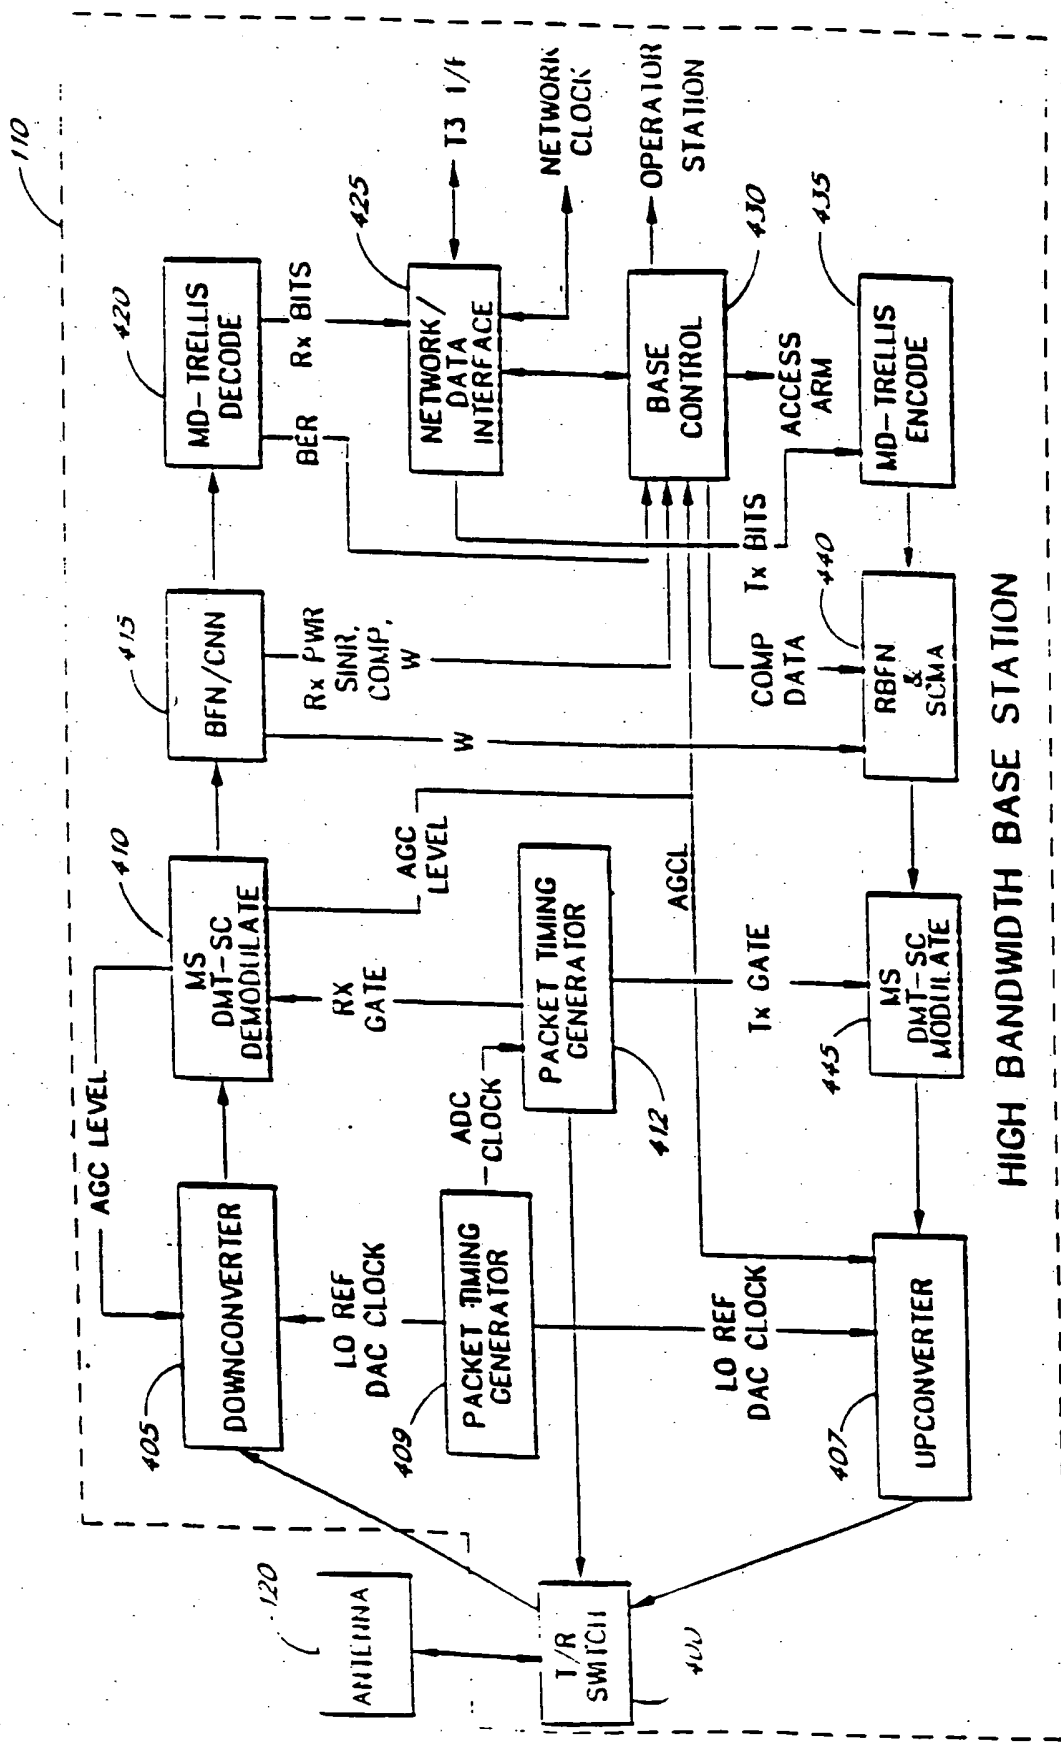 110
120
ANTENNA
T/R
SWITCH
400
405
DOWNCONVERTER
AGC LEVEL
410
MS
DMT-SC
DEMODULATE
415
BFN/CNN
420
MD-TRELLIS
DECODE
LO REF
DAC CLOCK
RX
GATE
AGC
LEVEL
W
Rx PWR
SINR,
COMP,
W
BER
Rx BITS
409
PACKET TIMING
GENERATOR
ADC
CLOCK
PACKET TIMING
GENERATOR
412
425
NETWORK/
DATA
INTERFACE
T3 I/F
NETWORK
CLOCK
BASE
CONTROL
430
OPERATOR
STATION
LO REF
DAC CLOCK
AGCL
Tx GATE
COMP
DATA
Tx BITS
ACCESS
ARM
407
UPCONVERTER
445
MS
DMT-SC
MODULATE
440
RBFN
&
SCMA
435
MD-TRELLIS
ENCODE
HIGH BANDWIDTH BASE STATION